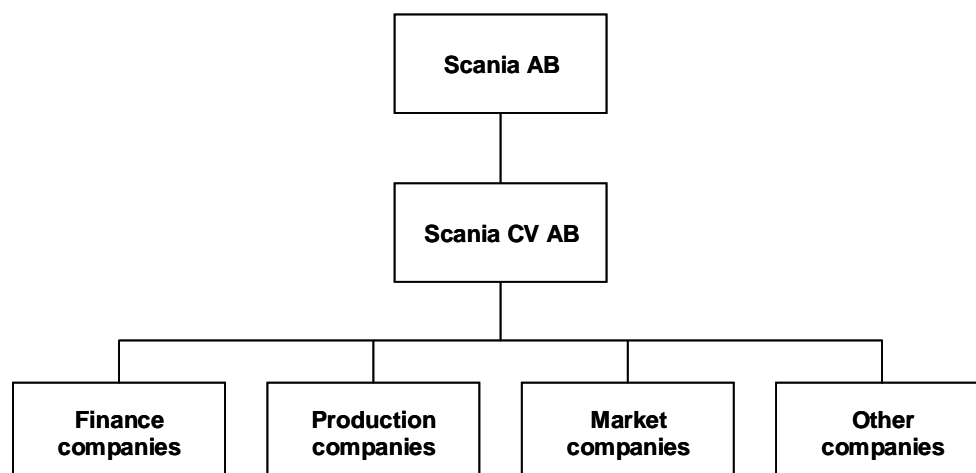 Scania AB
Scania CV AB
Finance
companies
Production
companies
Market
companies
Other
companies